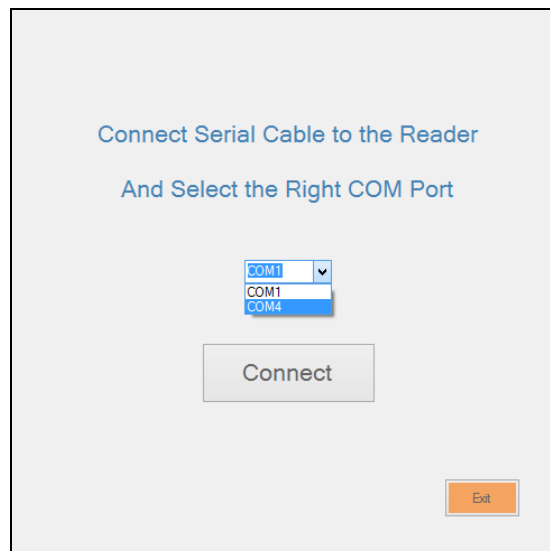 Connect Serial Cable to the Reader
And Select the Right COM Port
COM1
COM1
COM4
Connect
Exit